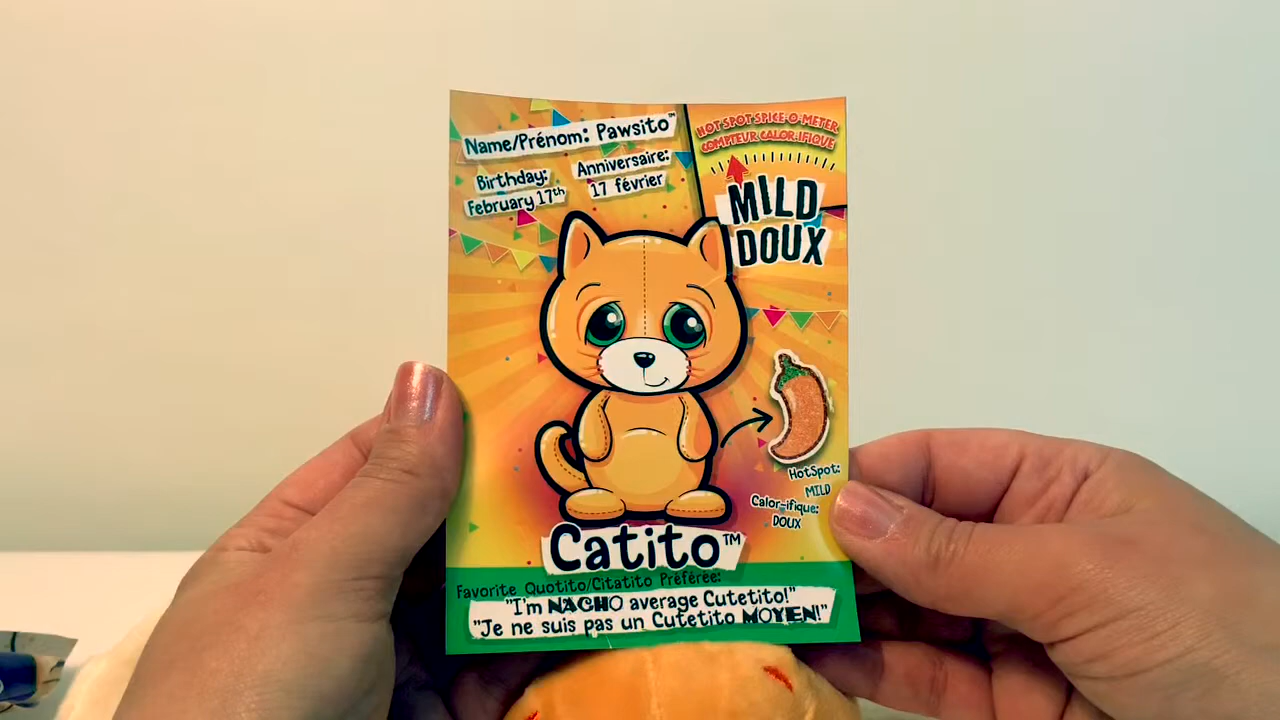 Name/Prénom: Pawsito™
Birthday:
February 17th
Anniversaire:
17 février
HOT SPOT SPICE-O-METER
COMPTEUR CALOR-IFIQUE
MILD
DOUX
HotSpot:
MILD
Calor-ifique:
DOUX
Catito™
Favorite Quotito/Citatito Préférée:
"I'm NACHO average Cutetito!"
"Je ne suis pas un Cutetito MOYEN!"